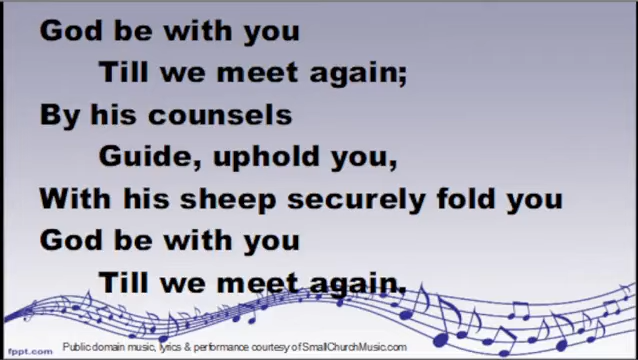 God be with you
Till we meet again;
By his counsels
Guide, uphold you,
With his sheep securely fold you
God be with you
Till we meet again.
Public domain music, lyrics & performance courtesy of SmallChurchMusic.com
fppt.com